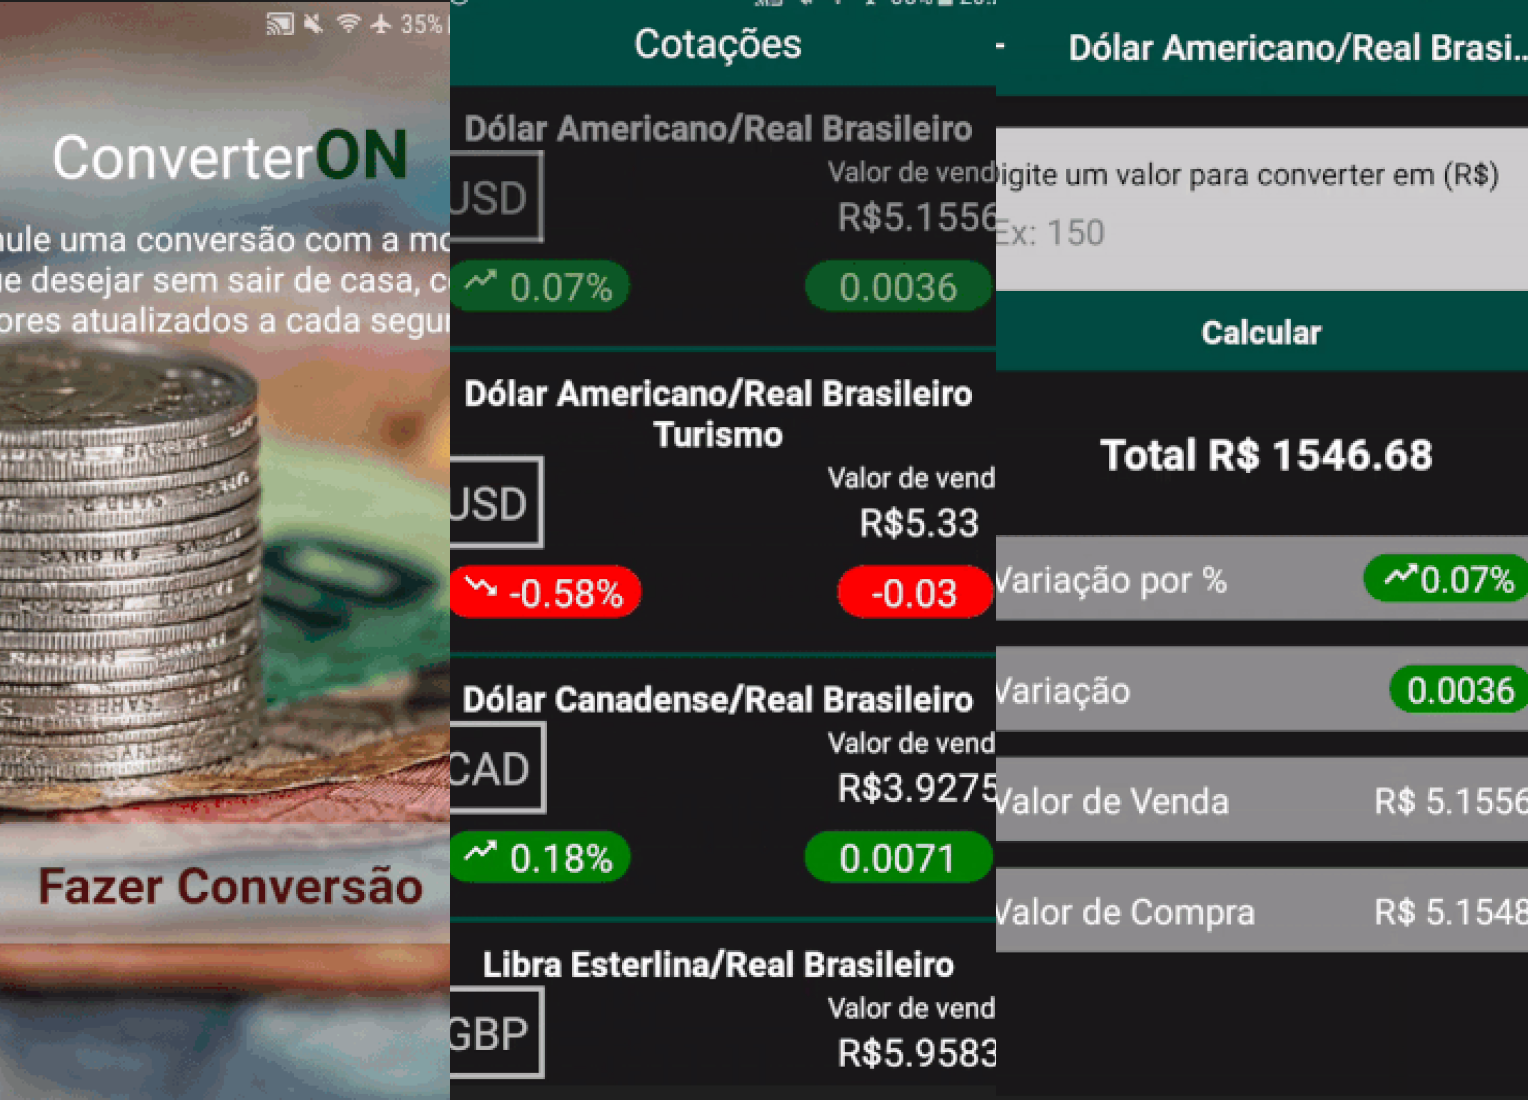 35%
ConverterON
ule uma conversão com a mo
e desejar sem sair de casa, c
ores atualizados a cada segu
Fazer Conversão
Cotações
Dólar Americano/Real Brasileiro
USD
Valor de vend
R$5.1556
0.07%
0.0036
Dólar Americano/Real Brasileiro
Turismo
USD
Valor de vend
R$5.33
-0.58%
-0.03
Dólar Canadense/Real Brasileiro
CAD
Valor de vend
R$3.9275
0.18%
0.0071
Libra Esterlina/Real Brasileiro
GBP
Valor de vend
R$5.9583
Dólar Americano/Real Brasi...
Digite um valor para converter em (R$)
Ex: 150
Calcular
Total R$ 1546.68
Variação por %
0.07%
Variação
0.0036
Valor de Venda
R$ 5.1556
Valor de Compra
R$ 5.1548